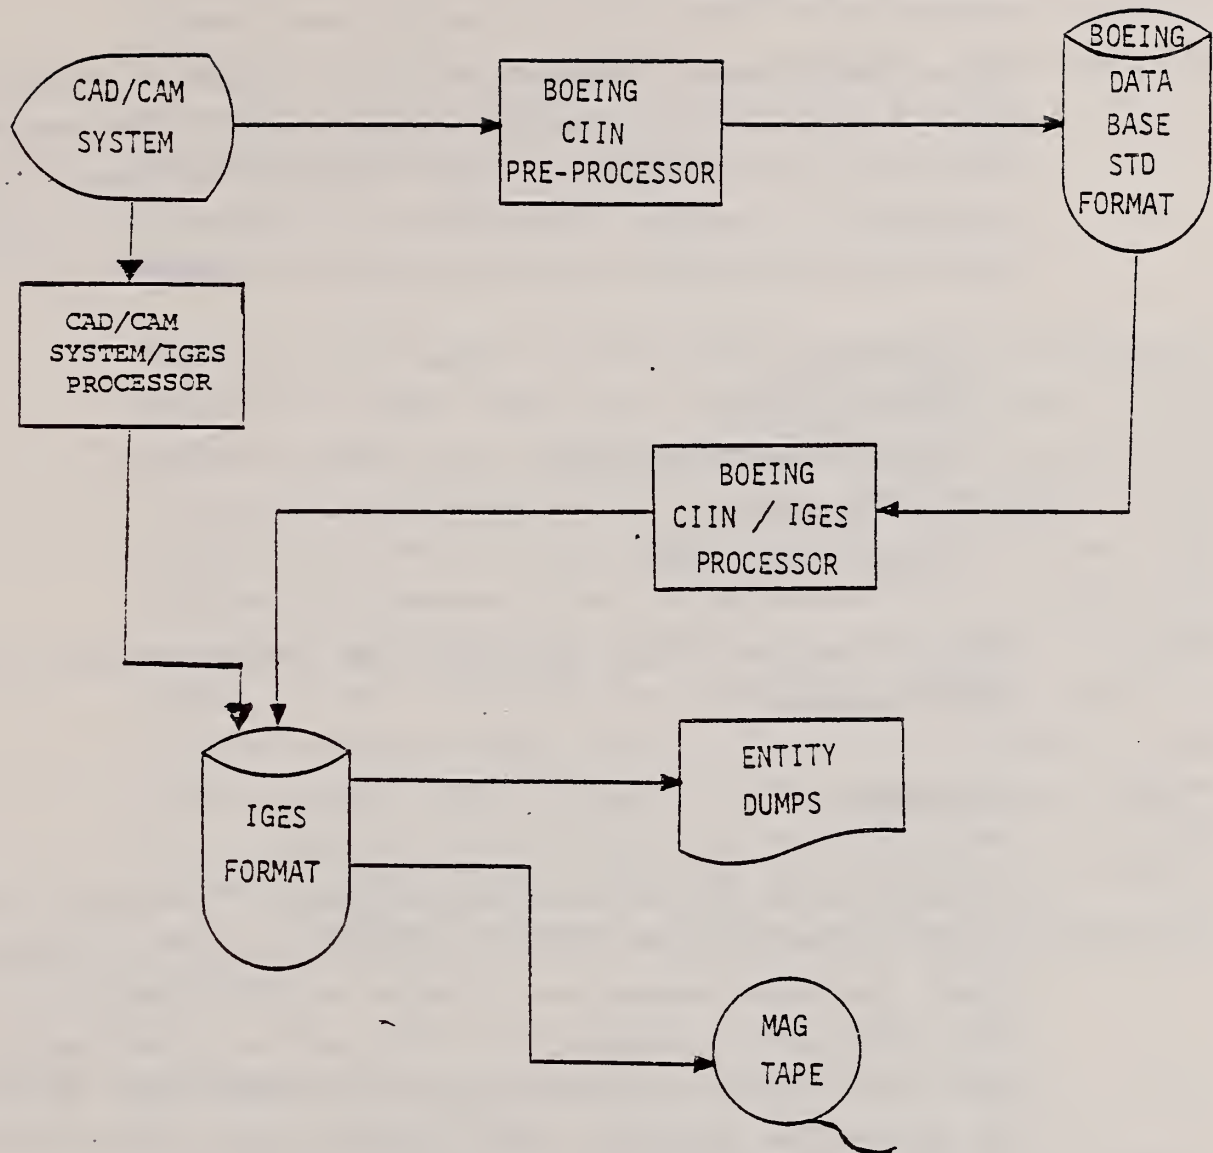 CAD/CAM
SYSTEM
BOEING
CIIN
PRE-PROCESSOR
BOEING
DATA
BASE
STD
FORMAT
CAD/CAM
SYSTEM/IGES
PROCESSOR
BOEING
CIIN / IGES
PROCESSOR
IGES
FORMAT
ENTITY
DUMPS
MAG
TAPE